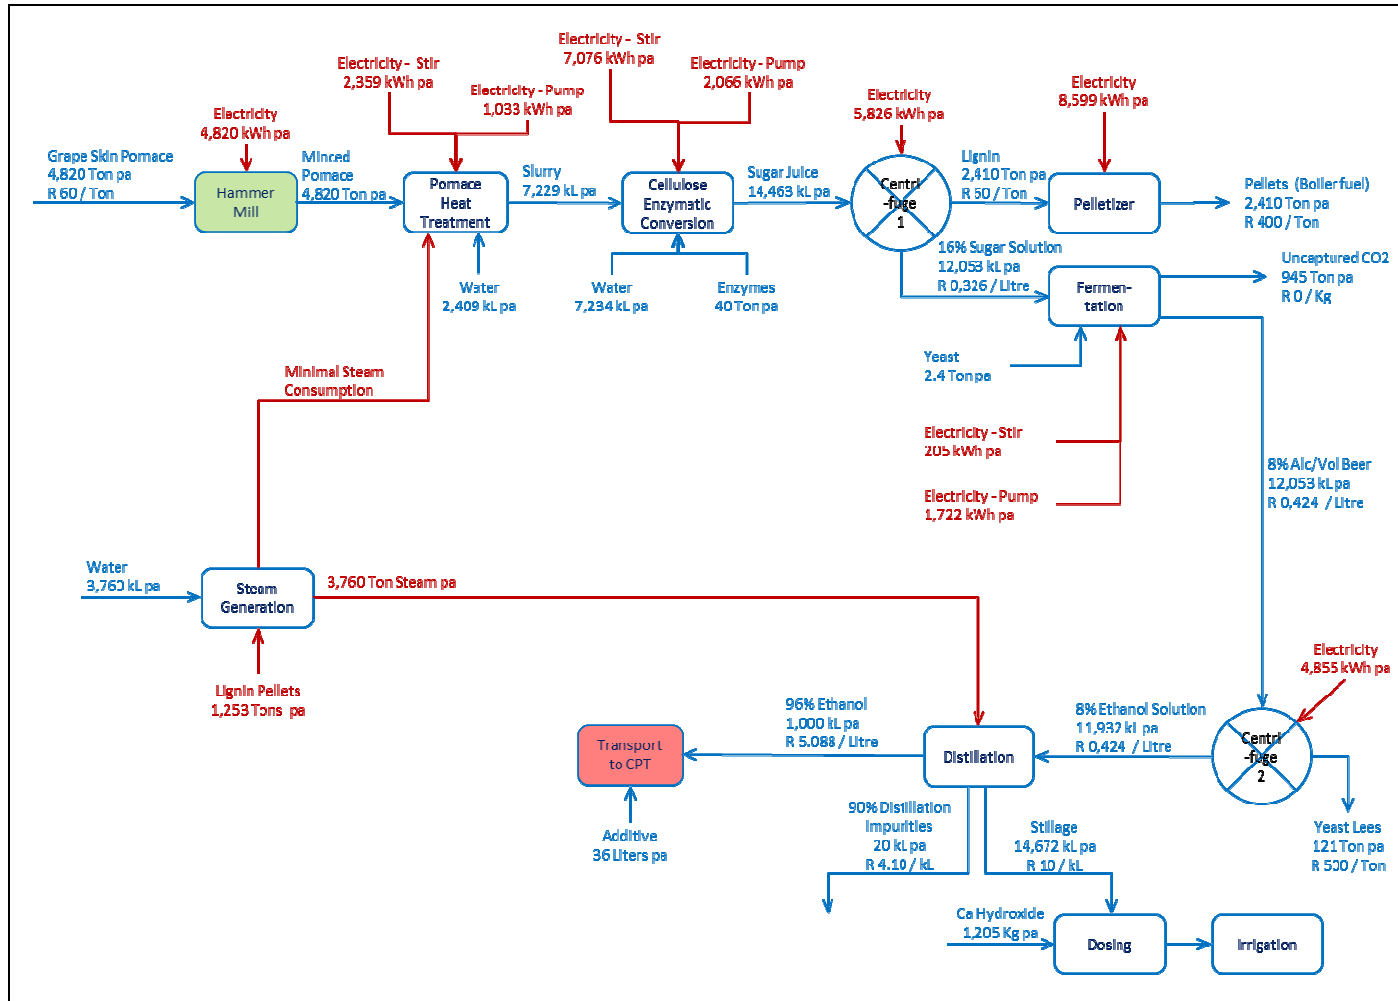 Electricity - Stir
2,359 kWh pa
Electricity - Pump
1,033 kWh pa
Electricity - Stir
7,076 kWh pa
Electricity - Pump
2,066 kWh pa
Electricity
4,820 kWh pa
Electricity
5,826 kWh pa
Electricity
8,599 kWh pa
Grape Skin Pomace
4,820 Ton pa
R 60 / Ton
Hammer
Mill
Minced
Pomace
4,820 Ton pa
Pomace
Heat
Treatment
Slurry
7,229 kL pa
Cellulose
Enzymatic
Conversion
Sugar Juice
14,463 kL pa
Centri
-fuge
1
Lignin
2,410 Ton pa
R 50 / Ton
Pelletizer
Pellets (Boiler fuel)
2,410 Ton pa
R 400 / Ton
Water
2,409 kL pa
Water
7,234 kL pa
Enzymes
40 Ton pa
16% Sugar Solution
12,053 kL pa
R 0,326 / Litre
Fermen-
tation
Uncaptured CO2
945 Ton pa
R 0 / Kg
Yeast
2.4 Ton pa
Minimal Steam
Consumption
Electricity - Stir
205 kWh pa
Electricity - Pump
1,722 kWh pa
8% Alc/Vol Beer
12,053 kL pa
R 0,424 / Litre
Water
3,760 kL pa
Steam
Generation
3,760 Ton Steam pa
Lignin Pellets
1,253 Tons pa
Electricity
4,855 kWh pa
96% Ethanol
1,000 kL pa
R 5.088 / Litre
Transport
to CPT
Additive
36 Liters pa
Distillation
8% Ethanol Solution
11,932 kL pa
R 0,424 / Litre
Centri
-fuge
2
90% Distillation
Impurities
20 kL pa
R 4.10 / kL
Stillage
14,672 kL pa
R 10 / kL
Yeast Lees
121 Ton pa
R 500 / Ton
Ca Hydroxide
1,205 Kg pa
Dosing
Irrigation